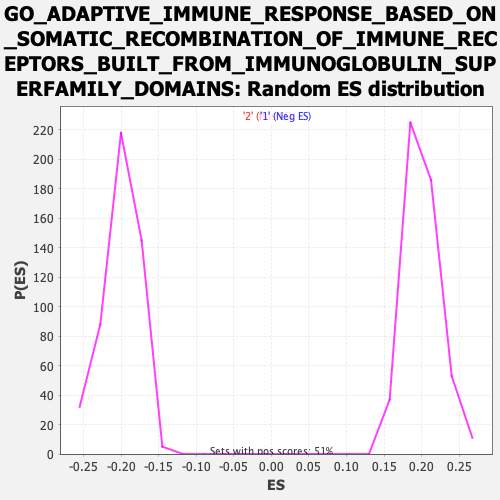 GO_ADAPTIVE_IMMUNE_RESPONSE_BASED_ON
_SOMATIC_RECOMBINATION_OF_IMMUNE_REC
EPTORS_BUILT_FROM_IMMUNOGLOBULIN_SUP
ERFAMILY_DOMAINS: Random ES distribution
'2' ('1' (Neg ES)
220
200
180
160
140
120
100
80
60
40
20
0
P(ES)
Sets with pos scores: 51%
-0.25 -0.20 -0.15 -0.10 -0.05 0.00 0.05 0.10 0.15 0.20 0.25
ES